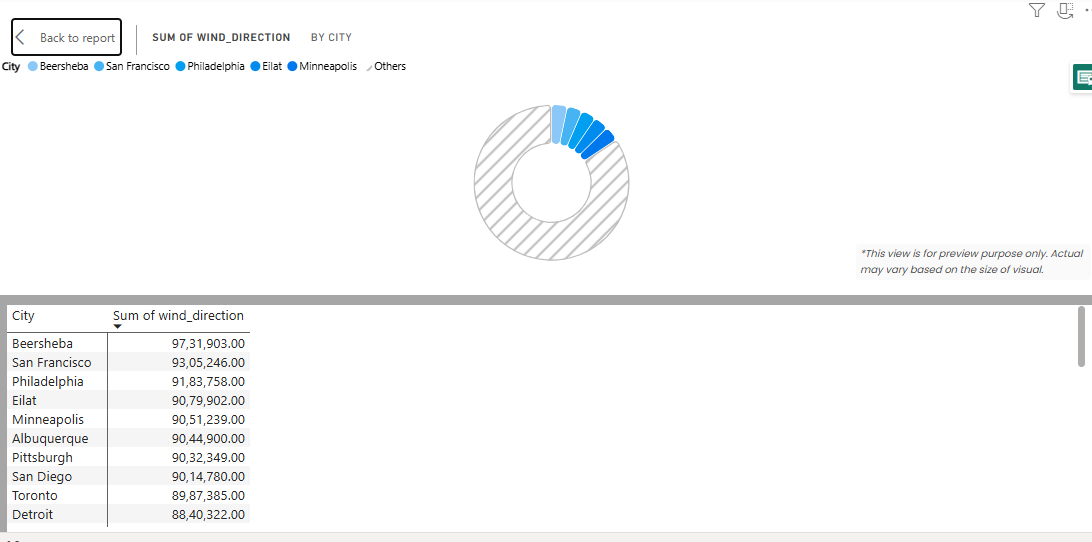 Back to report
SUM OF WIND_DIRECTION BY CITY
City Beersheba San Francisco Philadelphia Eilat Minneapolis Others
*This view is for preview purpose only. Actual
may vary based on the size of visual.
City Sum of wind_direction
Beersheba 97,31,903.00
San Francisco 93,05,246.00
Philadelphia 91,83,758.00
Eilat 90,79,902.00
Minneapolis 90,51,239.00
Albuquerque 90,44,900.00
Pittsburgh 90,32,349.00
San Diego 90,14,780.00
Toronto 89,87,385.00
Detroit 88,40,322.00